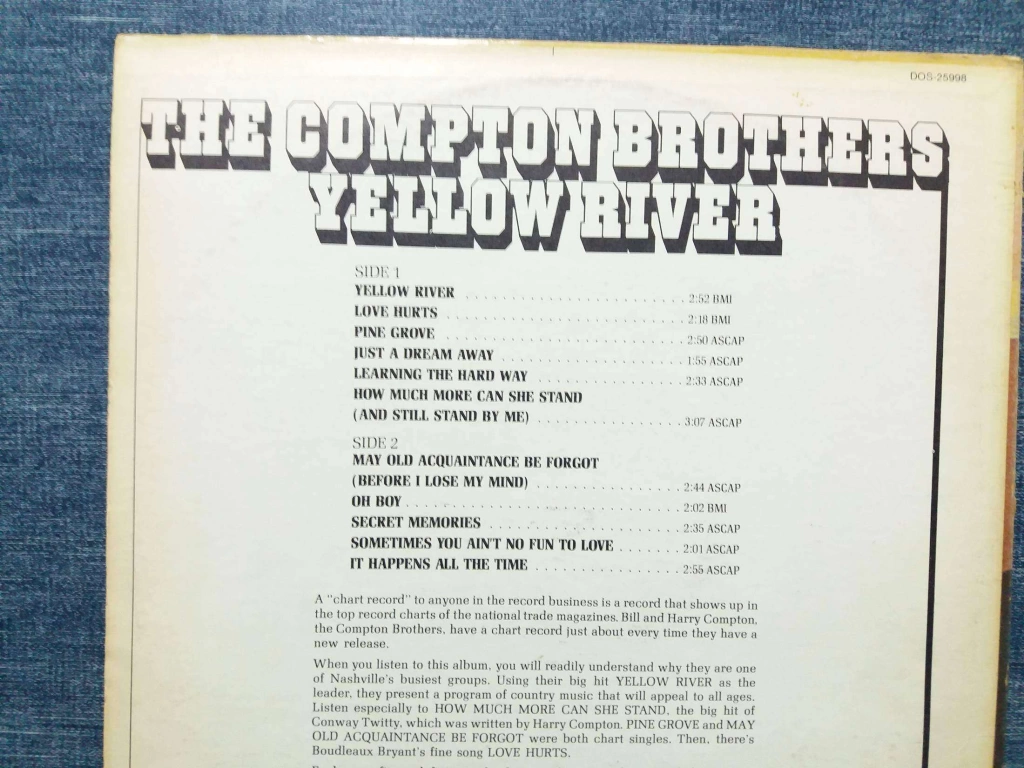 DOS-25998
THE COMPTON BROTHERS
YELLOW RIVER
SIDE 1
YELLOW RIVER . . . . . . . . . . . . . . . . . . . . . . . . 2:52 BMI
LOVE HURTS . . . . . . . . . . . . . . . . . . . . . . . . . . 2:18 BMI
PINE GROVE . . . . . . . . . . . . . . . . . . . . . . . . . . 2:50 ASCAP
JUST A DREAM AWAY . . . . . . . . . . . . . . . . . . . . 1:55 ASCAP
LEARNING THE HARD WAY . . . . . . . . . . . . . . . . 2:33 ASCAP
HOW MUCH MORE CAN SHE STAND
(AND STILL STAND BY ME) . . . . . . . . . . . . . . . . 3:07 ASCAP
SIDE 2
MAY OLD ACQUAINTANCE BE FORGOT
(BEFORE I LOSE MY MIND) . . . . . . . . . . . . . . . . 2:44 ASCAP
OH BOY . . . . . . . . . . . . . . . . . . . . . . . . . . . . . . 2:02 BMI
SECRET MEMORIES . . . . . . . . . . . . . . . . . . . . . 2:35 ASCAP
SOMETIMES YOU AIN'T NO FUN TO LOVE . . . . . . . 2:01 ASCAP
IT HAPPENS ALL THE TIME . . . . . . . . . . . . . . . . 2:55 ASCAP
A "chart record" to anyone in the record business is a record that shows up in
the top record charts of the national trade magazines. Bill and Harry Compton,
the Compton Brothers, have a chart record just about every time they have a
new release.
When you listen to this album, you will readily understand why they are one
of Nashville's busiest groups. Using their big hit YELLOW RIVER as the
leader, they present a program of country music that will appeal to all ages.
Listen especially to HOW MUCH MORE CAN SHE STAND, the big hit of
Conway Twitty, which was written by Harry Compton. PINE GROVE and MAY
OLD ACQUAINTANCE BE FORGOT were both chart singles. Then, there's
Boudleaux Bryant's fine song LOVE HURTS.